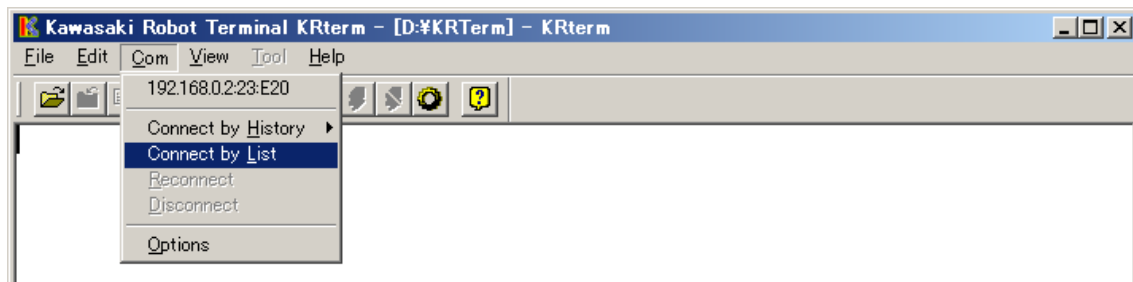 Kawasaki Robot Terminal KRterm - [D:¥KRTerm] - KRterm
File Edit Com View Tool Help
192.168.0.2:23:E20
Connect by History
Connect by List
Reconnect
Disconnect
Options